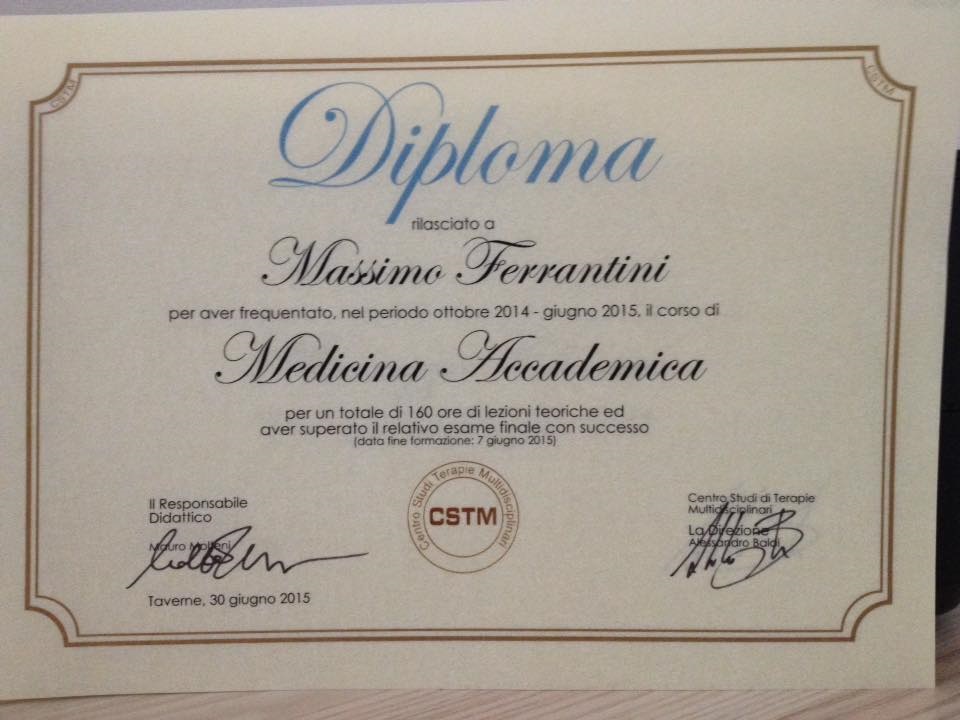 CSTM
CSTM
Diploma
rilasciato a
Massimo Ferrantini
per aver frequentato, nel periodo ottobre 2014 - giugno 2015, il corso di
Medicina Accademica
per un totale di 160 ore di lezioni teoriche ed
aver superato il relativo esame finale con successo
(data fine formazione: 7 giugno 2015)
Centro Studi Terapie Multidisciplinari
CSTM
Il Responsabile
Didattico
Mauro Molteni
Taverne, 30 giugno 2015
Centro Studi di Terapie
Multidisciplinari
La Direzione
Alessandro Baldi